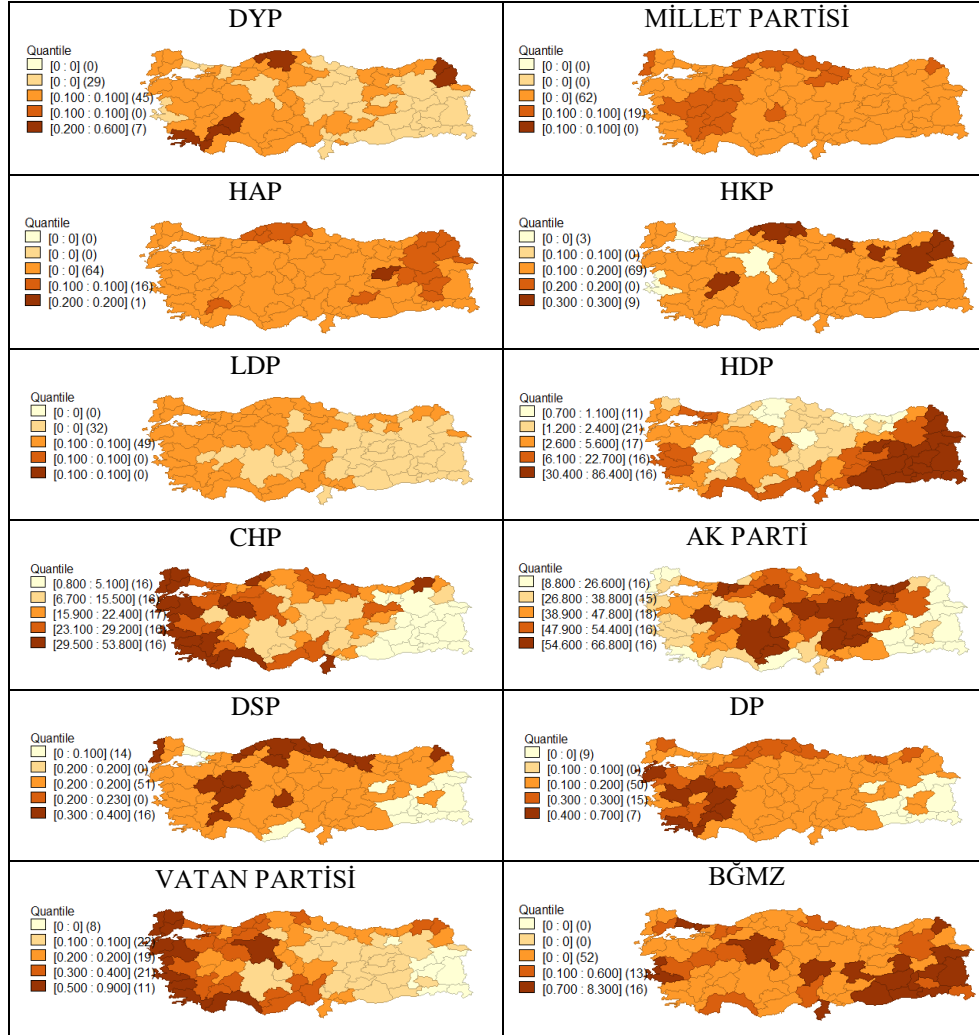 DYP
Quantile
[0 : 0] (0)
[0 : 0] (29)
[0.100 : 0.100] (45)
[0.100 : 0.100] (0)
[0.200 : 0.600] (7)
MİLLET PARTİSİ
Quantile
[0 : 0] (0)
[0 : 0] (0)
[0 : 0] (62)
[0.100 : 0.100] (19)
[0.100 : 0.100] (0)
HAP
Quantile
[0 : 0] (0)
[0 : 0] (0)
[0 : 0] (64)
[0.100 : 0.100] (16)
[0.200 : 0.200] (1)
HKP
Quantile
[0 : 0] (3)
[0.100 : 0.100] (0)
[0.100 : 0.200] (69)
[0.200 : 0.200] (0)
[0.300 : 0.300] (9)
LDP
Quantile
[0 : 0] (0)
[0 : 0] (32)
[0.100 : 0.100] (49)
[0.100 : 0.100] (0)
[0.100 : 0.100] (0)
HDP
Quantile
[0.700 : 1.100] (11)
[1.200 : 2.400] (21)
[2.600 : 5.600] (17)
[6.100 : 22.700] (16)
[30.400 : 86.400] (16)
CHP
Quantile
[0.800 : 5.100] (16)
[6.700 : 15.500] (16)
[15.900 : 22.400] (17)
[23.100 : 29.200] (16)
[29.500 : 53.800] (16)
AK PARTİ
Quantile
[8.800 : 26.600] (16)
[26.800 : 38.800] (15)
[38.900 : 47.800] (18)
[47.900 : 54.400] (16)
[54.600 : 66.800] (16)
DSP
Quantile
[0 : 0.100] (14)
[0.200 : 0.200] (0)
[0.200 : 0.200] (51)
[0.200 : 0.230] (0)
[0.300 : 0.400] (16)
DP
Quantile
[0 : 0] (9)
[0.100 : 0.100] (0)
[0.100 : 0.200] (50)
[0.300 : 0.300] (15)
[0.400 : 0.700] (7)
VATAN PARTİSİ
Quantile
[0 : 0] (8)
[0.100 : 0.100] (22)
[0.200 : 0.200] (19)
[0.300 : 0.400] (21)
[0.500 : 0.900] (11)
BĞMZ
Quantile
[0 : 0] (0)
[0 : 0] (0)
[0 : 0] (52)
[0.100 : 0.600] (13)
[0.700 : 8.300] (16)